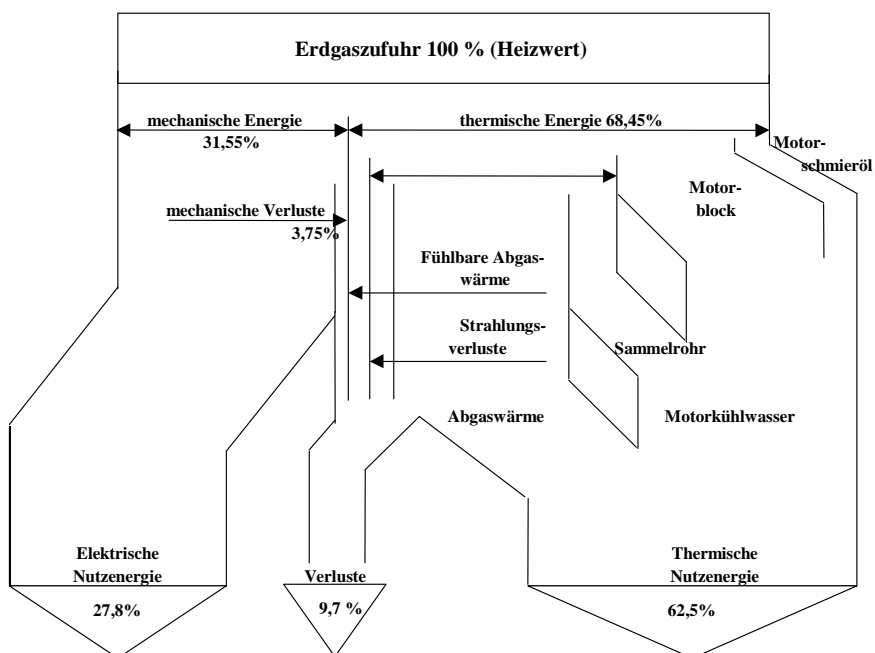 Erdgaszufuhr 100 % (Heizwert)
mechanische Energie
31,55%
thermische Energie 68,45%
Motor-
schmieröl
Motor-
block
mechanische Verluste
3,75%
Fühlbare Abgas-
wärme
Strahlungs-
verluste
Sammelrohr
Abgaswärme
Motorkühlwasser
Elektrische
Nutzenergie
27,8%
Verluste
9,7 %
Thermische
Nutzenergie
62,5%